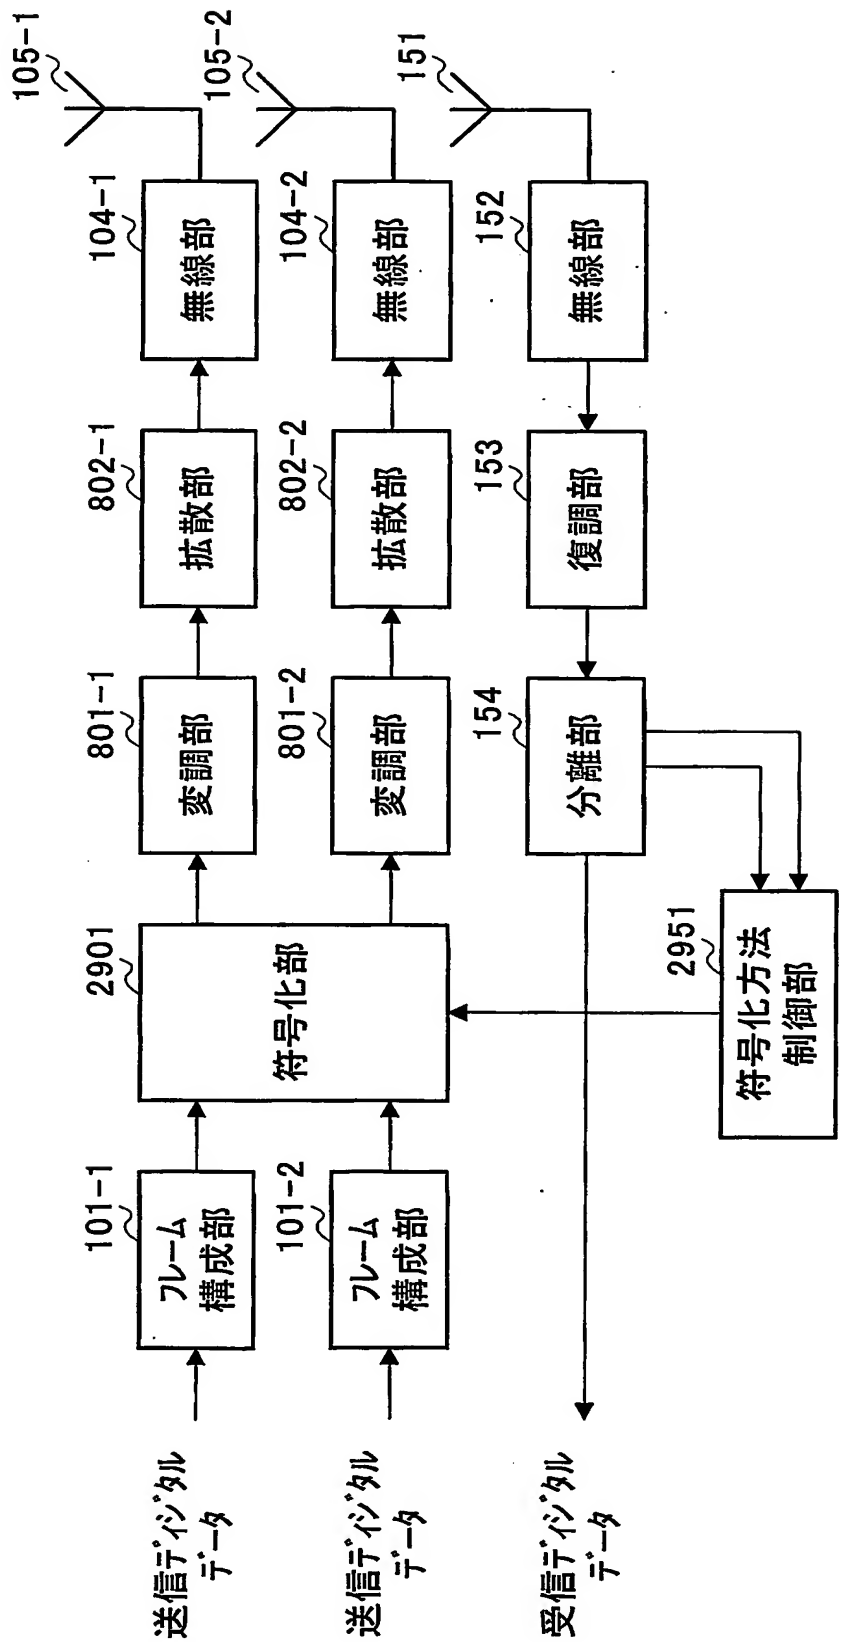 105-1
104-1
無線部
802-1
拡散部
801-1
変調部
2901
符号化部
101-1
フレーム
構成部
送信ディジタル
データ
105-2
104-2
無線部
802-2
拡散部
801-2
変調部
101-2
フレーム
構成部
送信ディジタル
データ
151
152
無線部
153
復調部
154
分離部
受信ディジタル
データ
2951
符号化方法
制御部